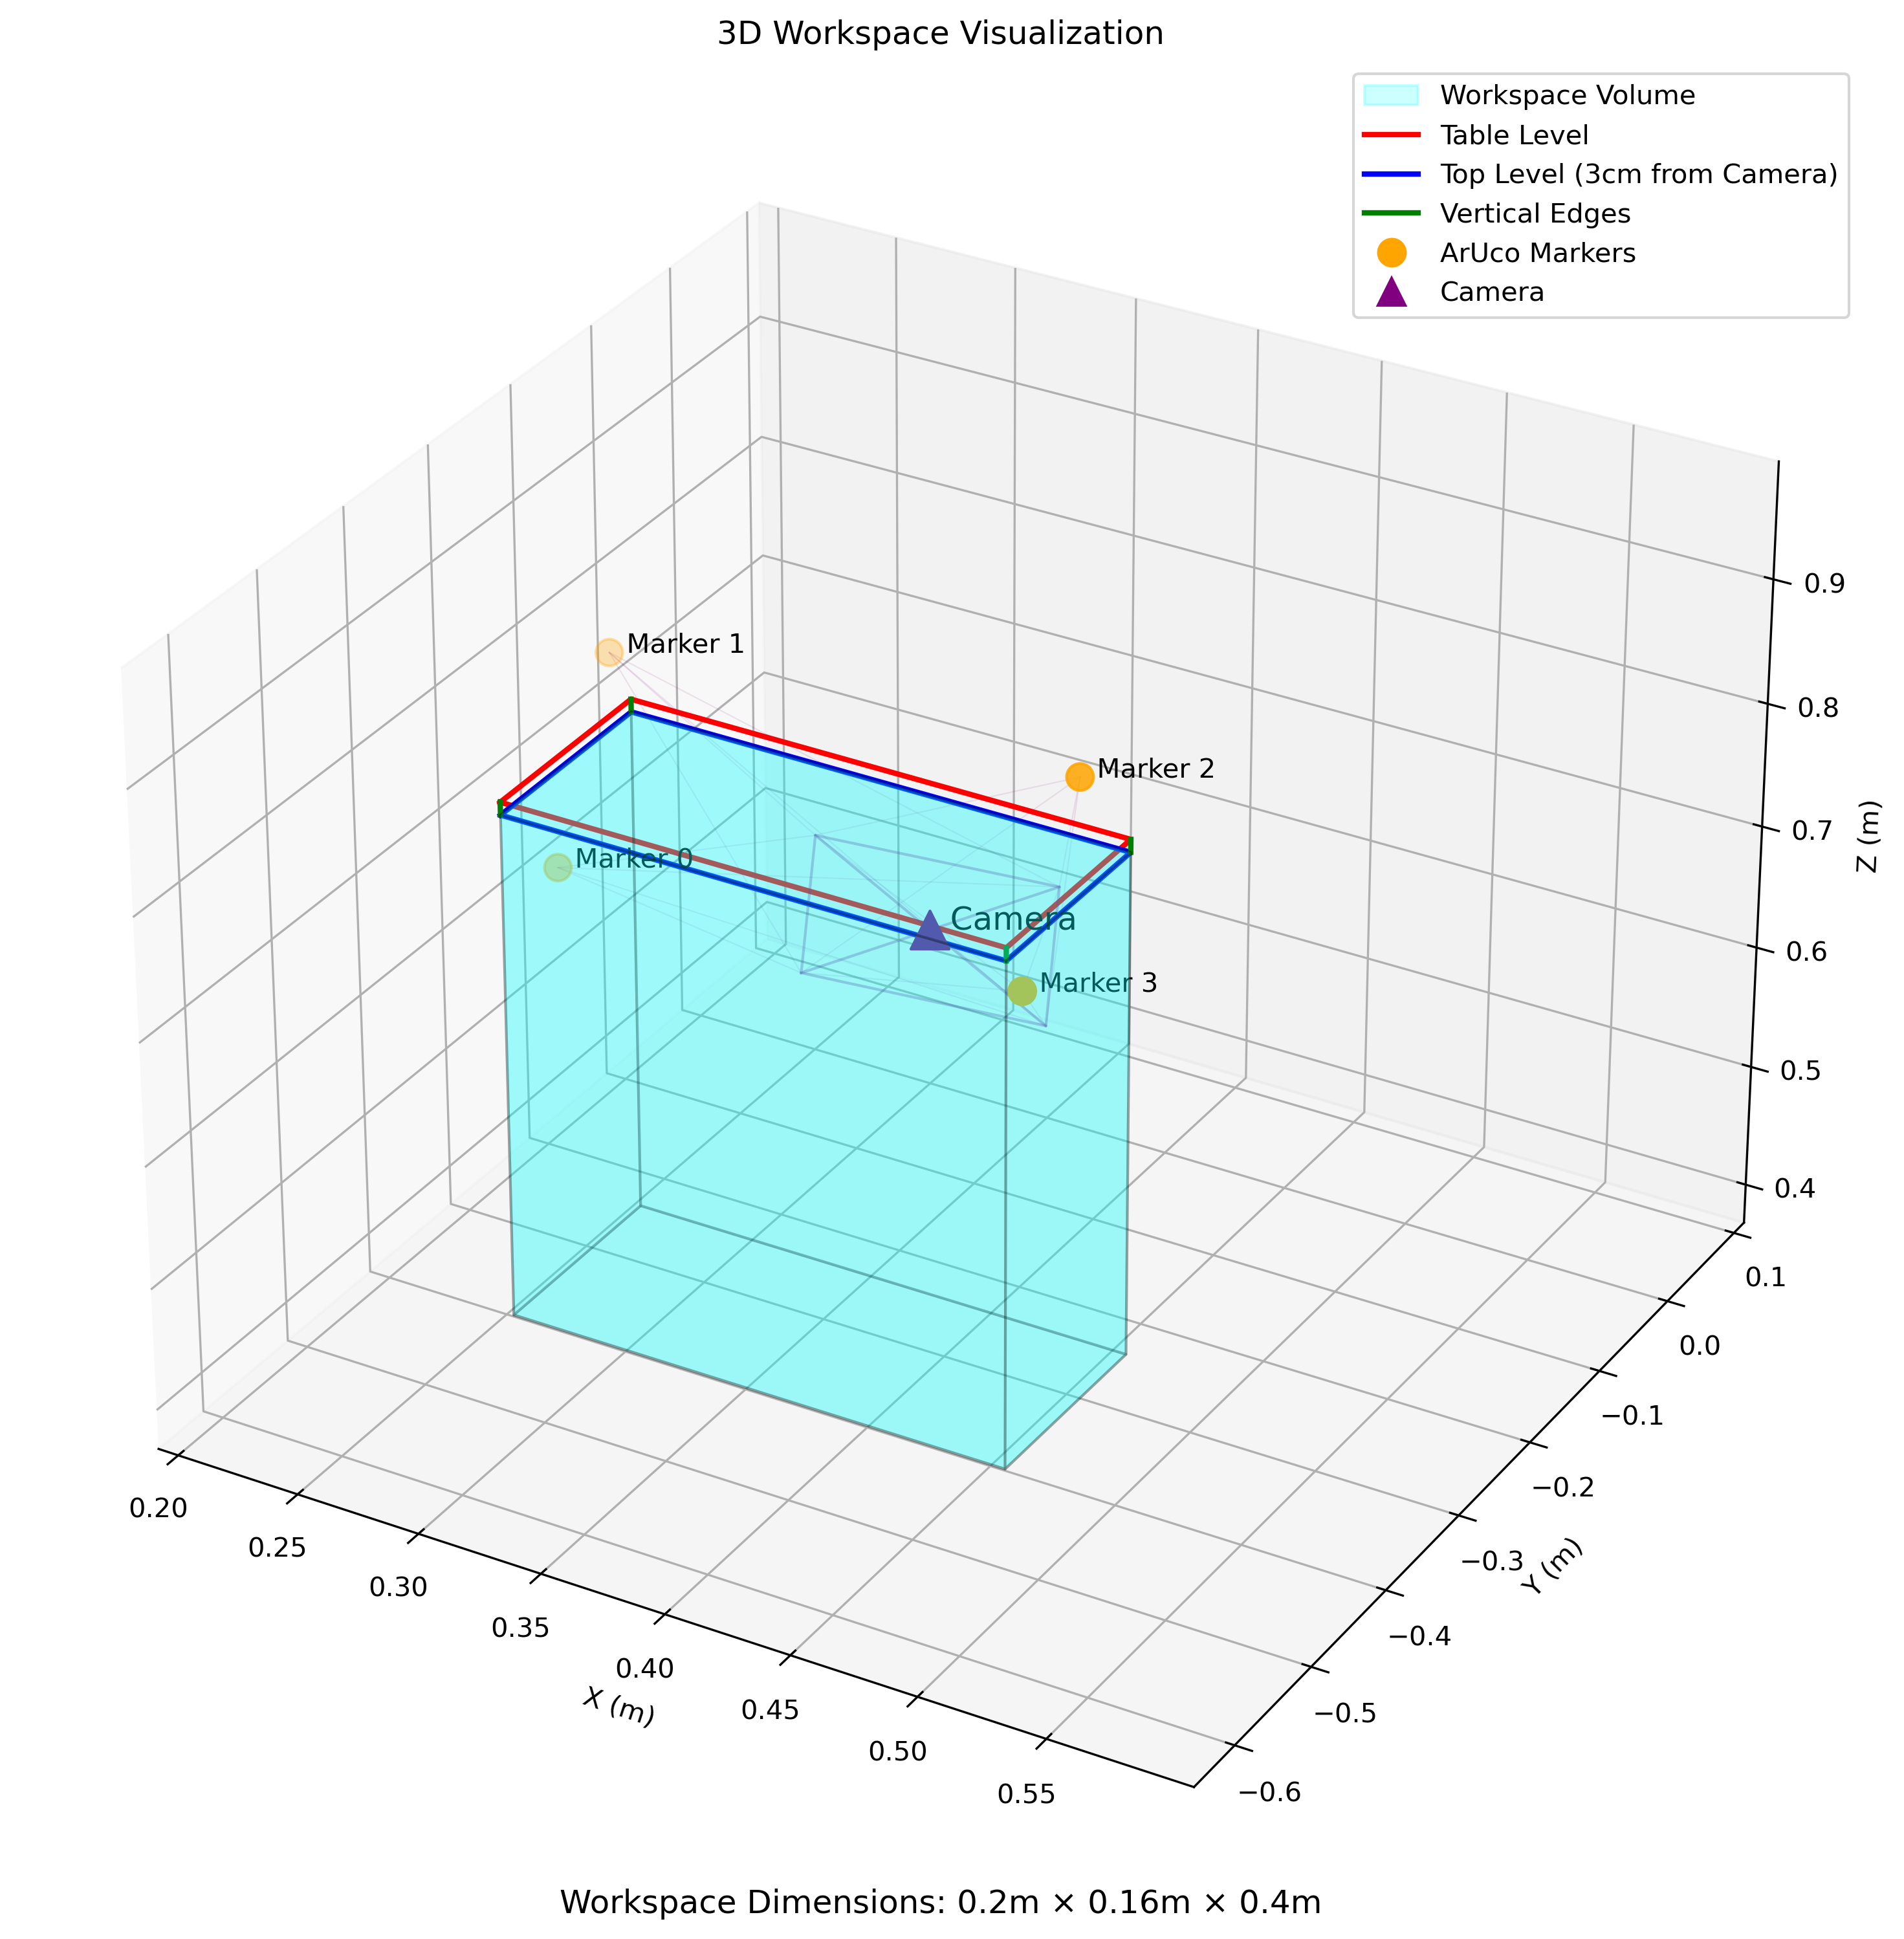 3D Workspace Visualization
Workspace Volume
Table Level
Top Level (3cm from Camera)
Vertical Edges
ArUco Markers
Camera
Marker 1
Marker 2
Marker 0
Camera
Marker 3
0.9
0.8
0.7
0.6
0.5
0.4
Z (m)
0.1
0.0
−0.1
−0.2
−0.3
−0.4
−0.5
−0.6
Y (m)
0.20
0.25
0.30
0.35
0.40
0.45
0.50
0.55
X (m)
Workspace Dimensions: 0.2m × 0.16m × 0.4m